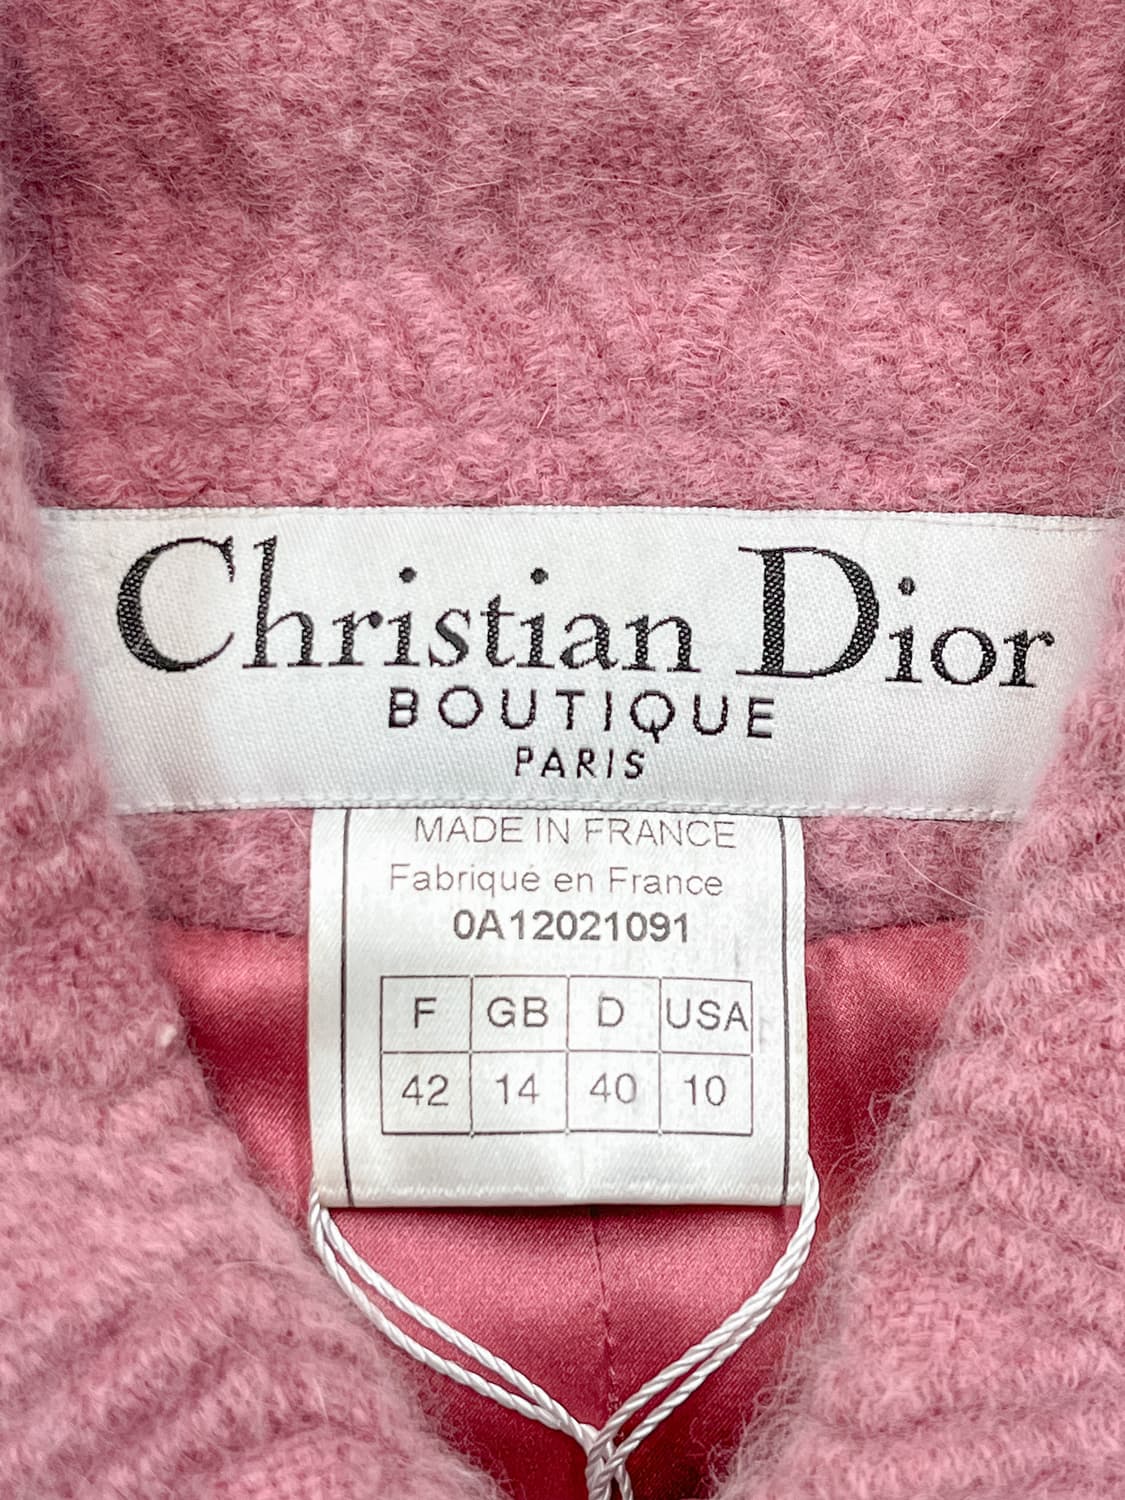 Christian Dior
BOUTIQUE
PARIS
MADE IN FRANCE
Fabriqué en France
0A12021091
F GB D USA
42 14 40 10